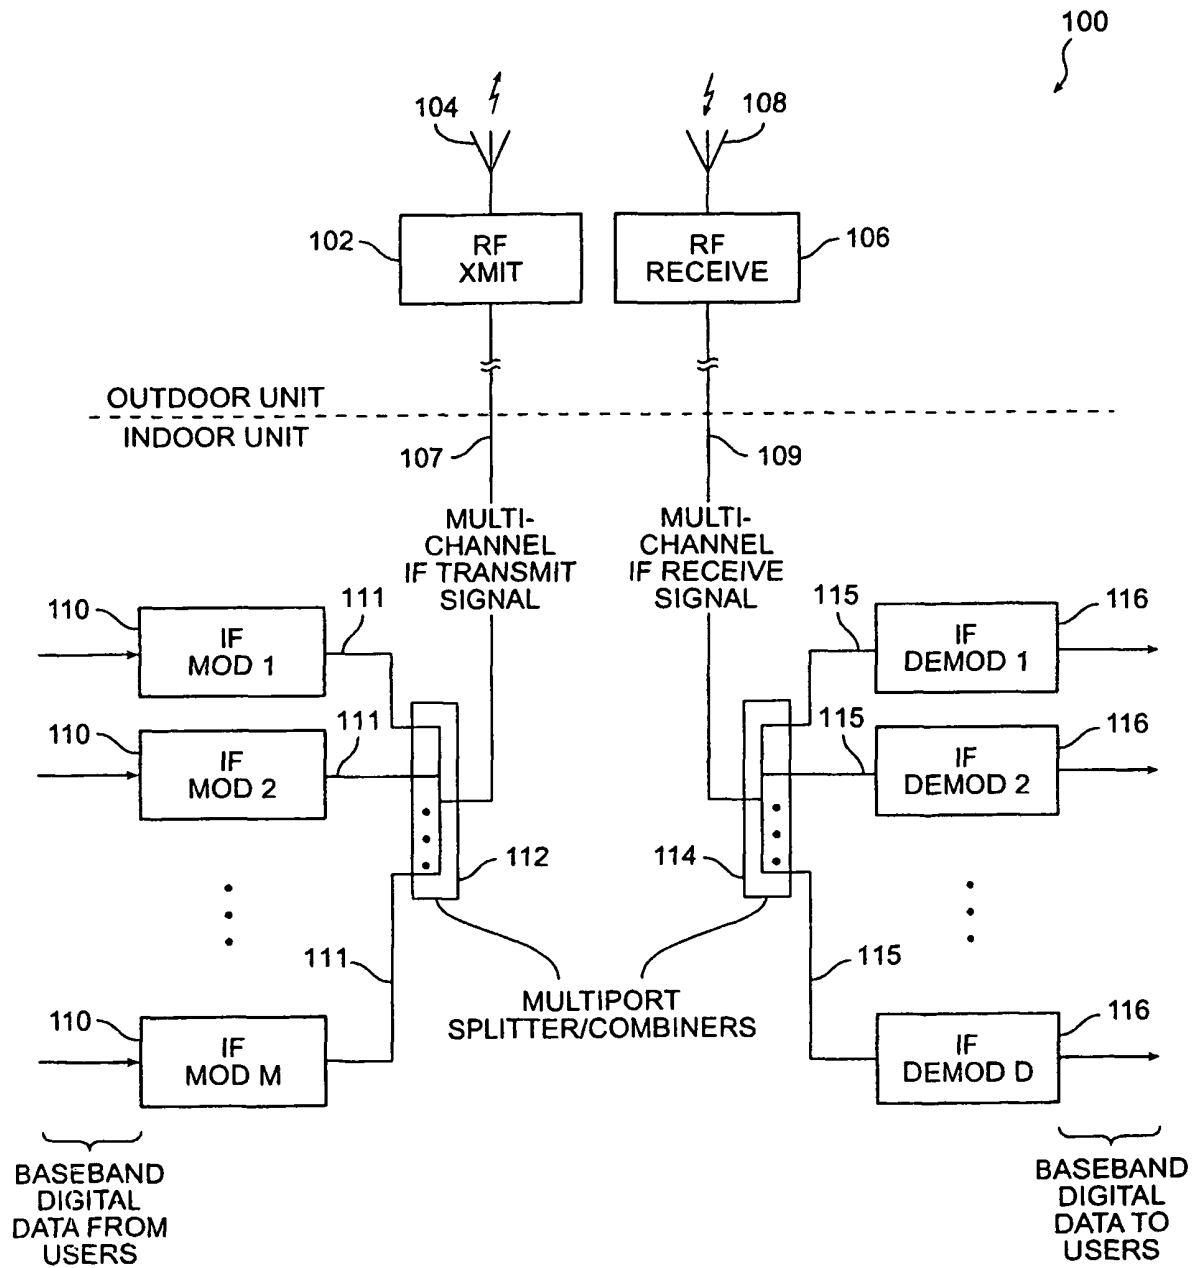 100
104
108
102
RF
XMIT
RF
RECEIVE
106
OUTDOOR UNIT
INDOOR UNIT
107
109
MULTI-
CHANNEL
IF TRANSMIT
SIGNAL
MULTI-
CHANNEL
IF RECEIVE
SIGNAL
110
IF
MOD 1
111
115
IF
DEMOD 1
116
110
IF
MOD 2
111
115
IF
DEMOD 2
116
112
114
111
115
MULTIPORT
SPLITTER/COMBINERS
110
IF
MOD M
IF
DEMOD D
116
BASEBAND
DIGITAL
DATA FROM
USERS
BASEBAND
DIGITAL
DATA TO
USERS